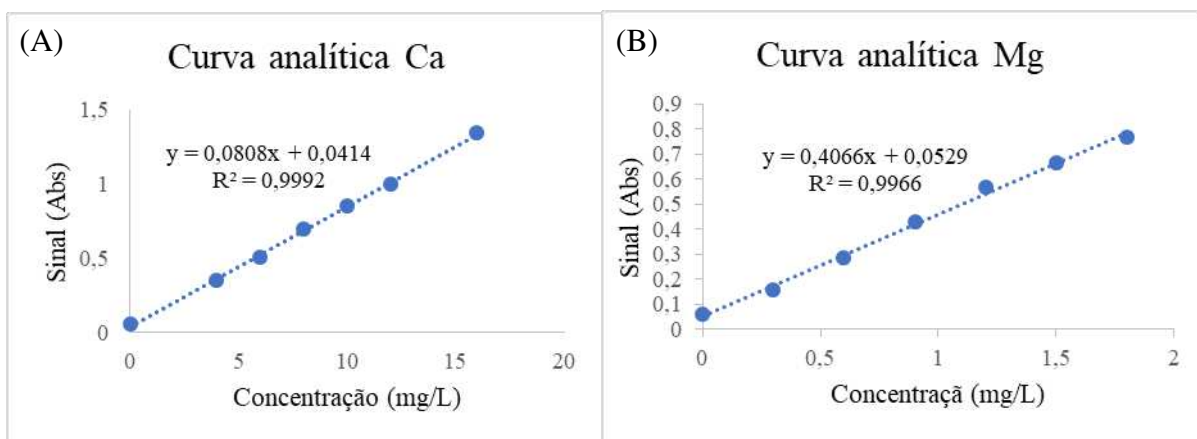 (A)
Curva analítica Ca
1,5
y = 0,0808x + 0,0414
R² = 0,9992
1
0,5
0
Sinal (Abs)
0 5 10 15 20
Concentração (mg/L)
(B)
Curva analítica Mg
0,9
0,8
y = 0,4066x + 0,0529
0,7
R² = 0,9966
0,6
0,5
0,4
0,3
0,2
0,1
0
Sinal (Abs)
0 0,5 1 1,5 2
Concentraçã (mg/L)